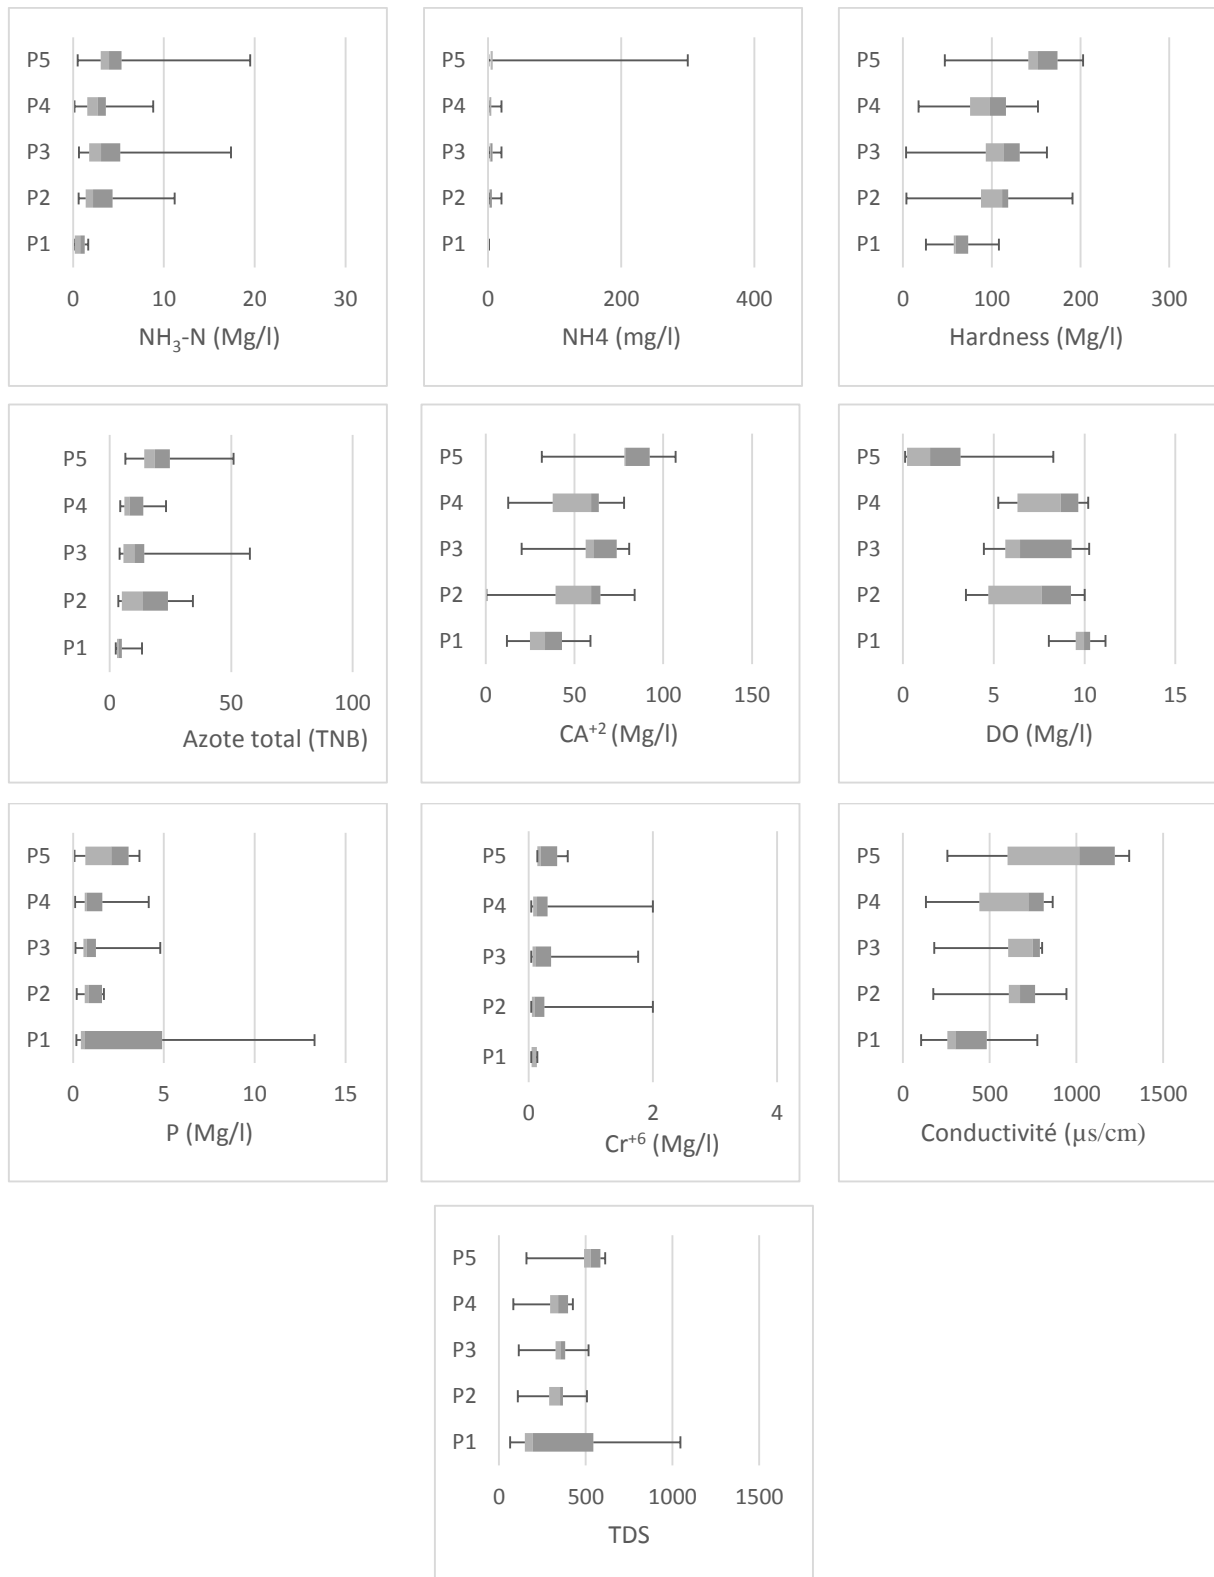 P5
P4
P3
P2
P1
0 10 20 30
NH₃-N (Mg/l)
P5
P4
P3
P2
P1
0 200 400
NH4 (mg/l)
P5
P4
P3
P2
P1
0 100 200 300
Hardness (Mg/l)
P5
P4
P3
P2
P1
0 50 100
Azote total (TNB)
P5
P4
P3
P2
P1
0 50 100 150
CA⁺² (Mg/l)
P5
P4
P3
P2
P1
0 5 10 15
DO (Mg/l)
P5
P4
P3
P2
P1
0 5 10 15
P (Mg/l)
P5
P4
P3
P2
P1
0 2 4
Cr⁺⁶ (Mg/l)
P5
P4
P3
P2
P1
0 500 1000 1500
Conductivité (µs/cm)
P5
P4
P3
P2
P1
0 500 1000 1500
TDS